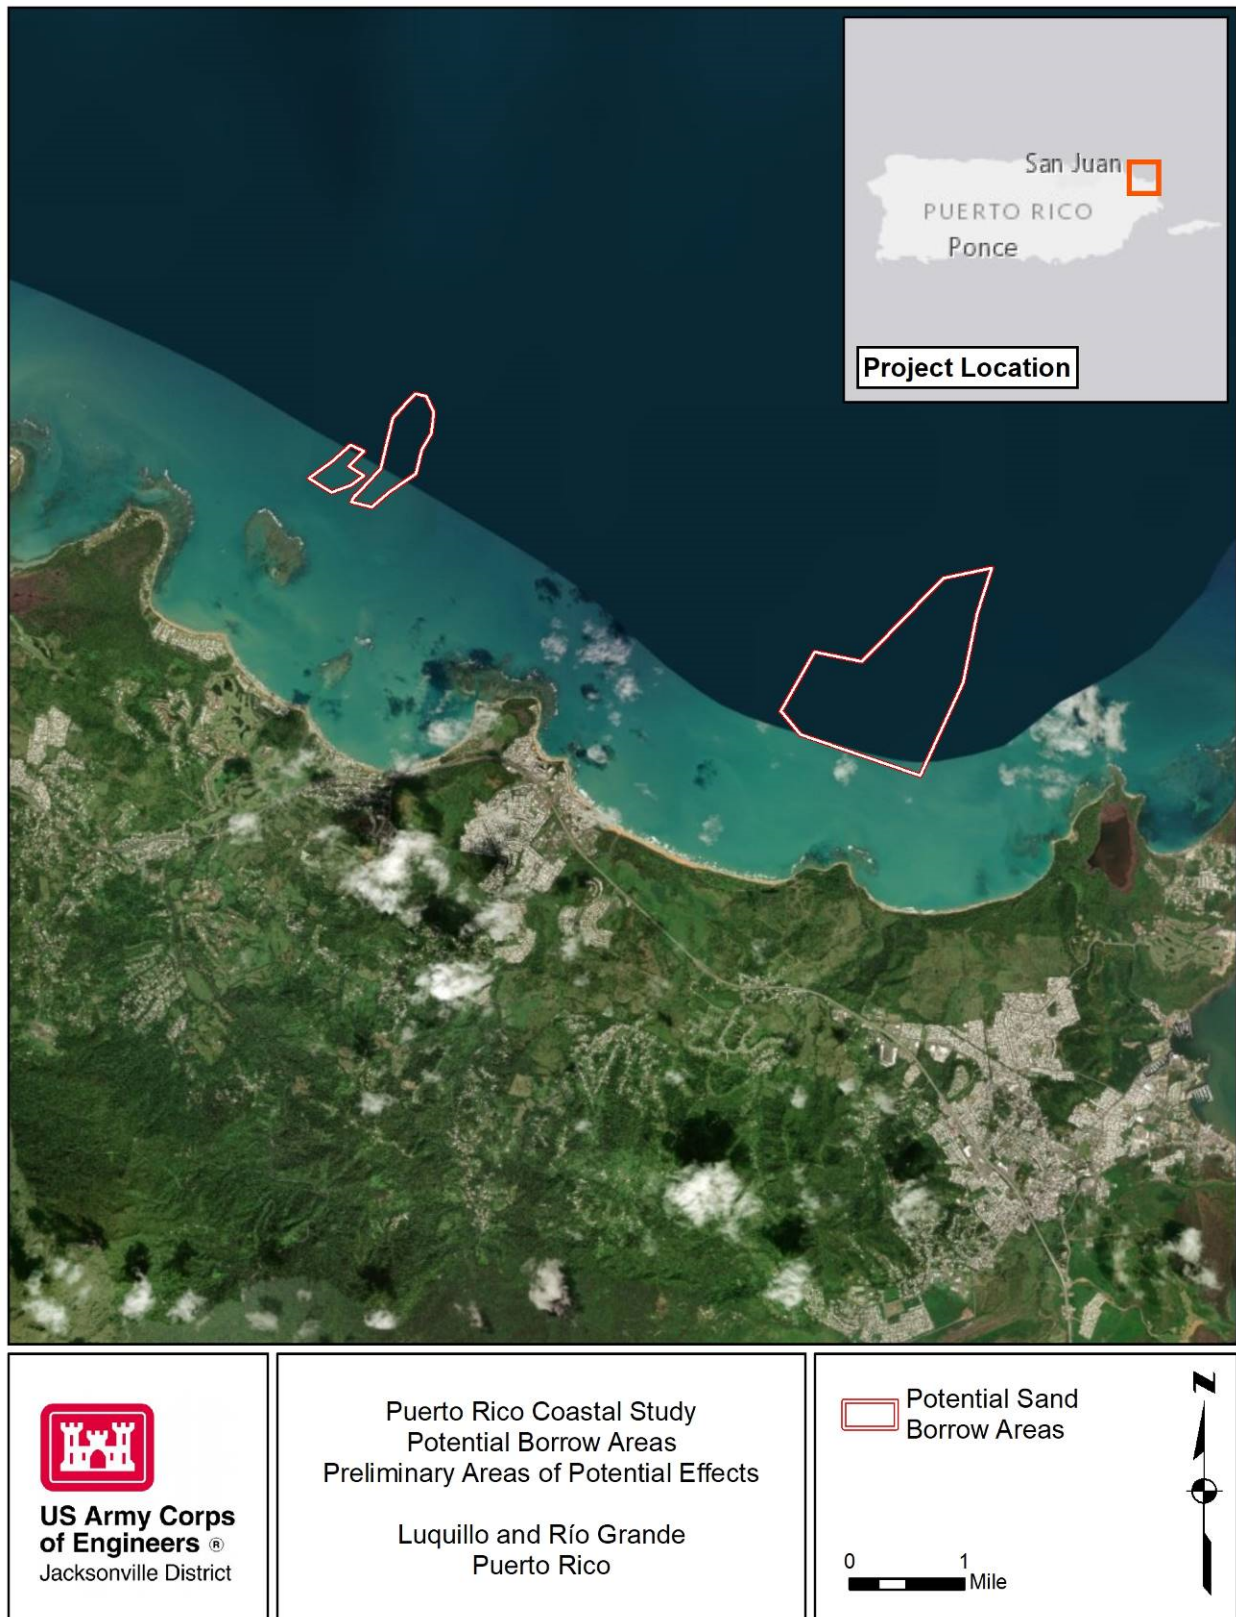 San Juan
PUERTO RICO
Ponce
Project Location
US Army Corps
of Engineers ®
Jacksonville District
Puerto Rico Coastal Study
Potential Borrow Areas
Preliminary Areas of Potential Effects
Luquillo and Río Grande
Puerto Rico
Potential Sand
Borrow Areas
N
0 1
Mile